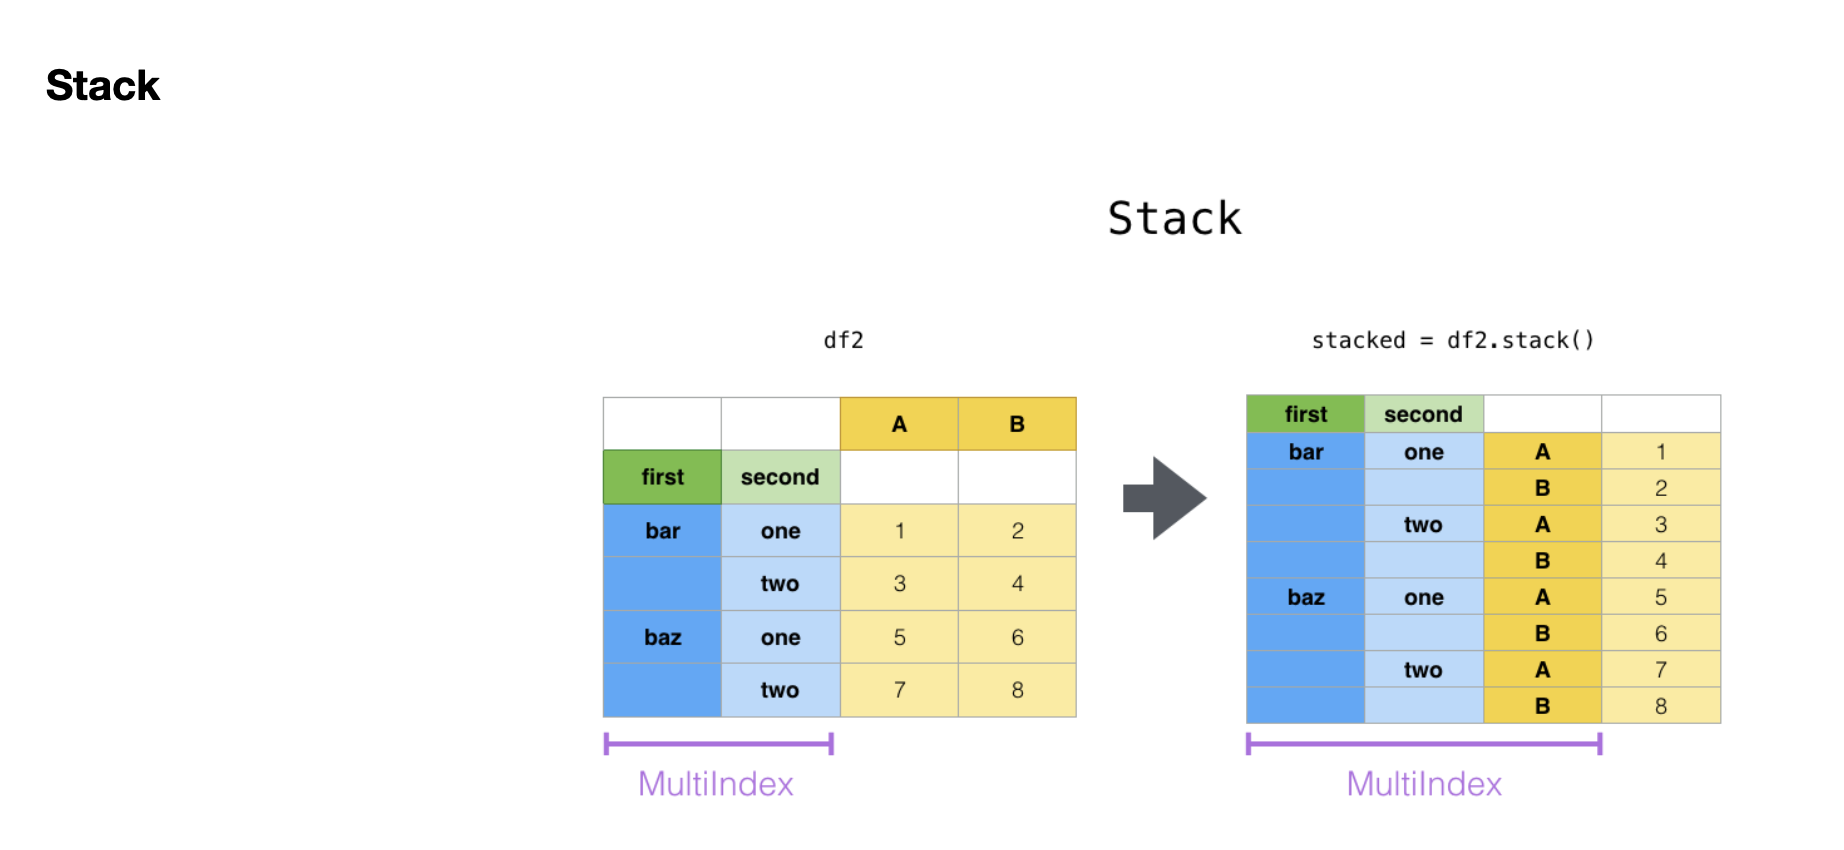 Stack
Stack
df2
A B
first second
bar one 1 2
two 3 4
baz one 5 6
two 7 8
MultiIndex
stacked = df2.stack()
first second
bar one A 1
B 2
two A 3
B 4
baz one A 5
B 6
two A 7
B 8
MultiIndex